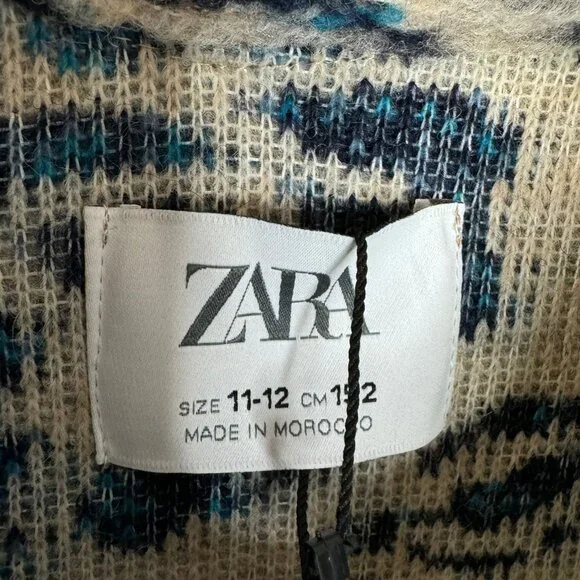 ZARA
SIZE 11-12 CM 152
MADE IN MOROCCO